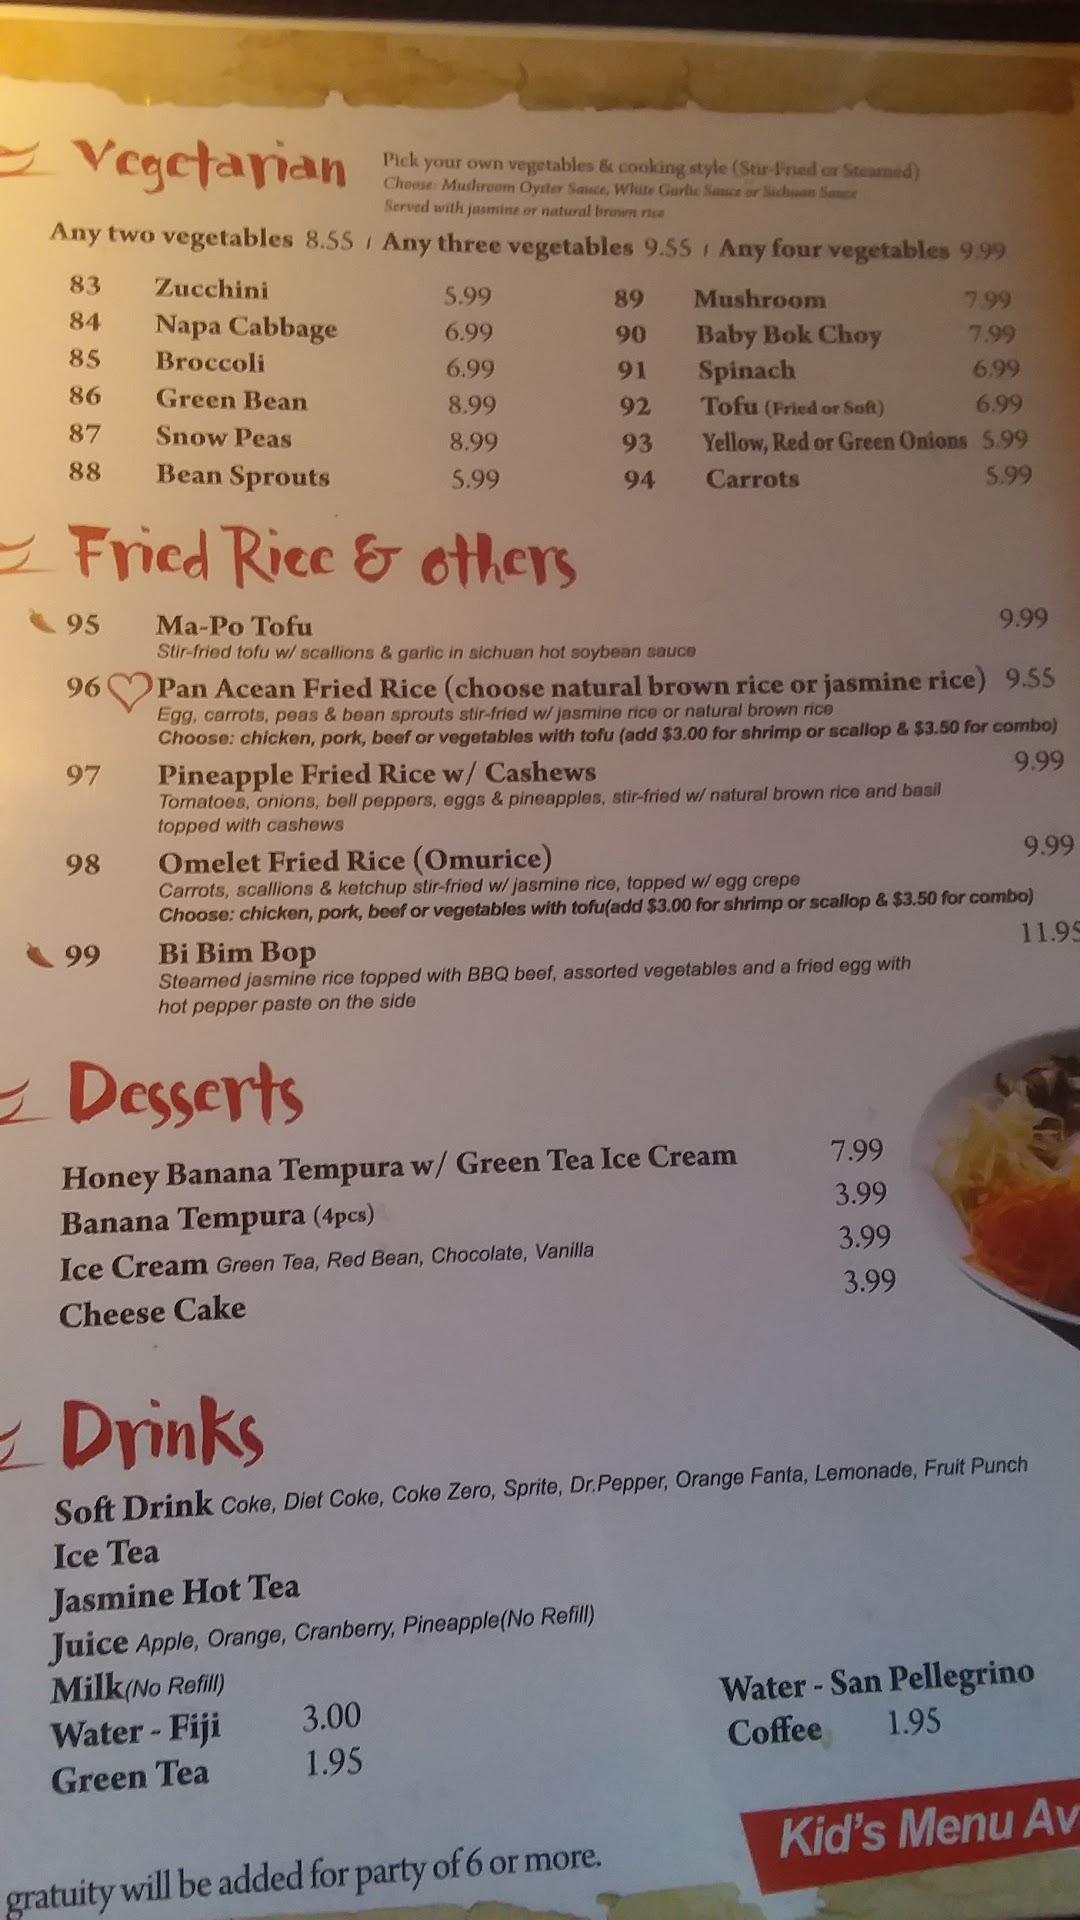 Vegetarian
Pick your own vegetables & cooking style (Stir-Fried or Steamed)
Choose: Mushroom Oyster Sauce, White Garlic Sauce or Sichuan Sauce
Served with jasmine or natural brown rice
Any two vegetables 8.55 / Any three vegetables 9.55 / Any four vegetables 9.99
83 Zucchini 5.99 89 Mushroom 7.99
84 Napa Cabbage 6.99 90 Baby Bok Choy 7.99
85 Broccoli 6.99 91 Spinach 6.99
86 Green Bean 8.99 92 Tofu (Fried or Soft) 6.99
87 Snow Peas 8.99 93 Yellow, Red or Green Onions 5.99
88 Bean Sprouts 5.99 94 Carrots 5.99
Fried Rice & others
95 Ma-Po Tofu 9.99
Stir-fried tofu w/ scallions & garlic in sichuan hot soybean sauce
96 Pan Acean Fried Rice (choose natural brown rice or jasmine rice) 9.55
Egg, carrots, peas & bean sprouts stir-fried w/ jasmine rice or natural brown rice
Choose: chicken, pork, beef or vegetables with tofu (add $3.00 for shrimp or scallop & $3.50 for combo)
97 Pineapple Fried Rice w/ Cashews 9.99
Tomatoes, onions, bell peppers, eggs & pineapples, stir-fried w/ natural brown rice and basil
topped with cashews
98 Omelet Fried Rice (Omurice) 9.99
Carrots, scallions & ketchup stir-fried w/ jasmine rice, topped w/ egg crepe
Choose: chicken, pork, beef or vegetables with tofu(add $3.00 for shrimp or scallop & $3.50 for combo)
99 Bi Bim Bop 11.95
Steamed jasmine rice topped with BBQ beef, assorted vegetables and a fried egg with
hot pepper paste on the side
Desserts
Honey Banana Tempura w/ Green Tea Ice Cream 7.99
Banana Tempura (4pcs) 3.99
Ice Cream Green Tea, Red Bean, Chocolate, Vanilla 3.99
Cheese Cake 3.99
Drinks
Soft Drink Coke, Diet Coke, Coke Zero, Sprite, Dr.Pepper, Orange Fanta, Lemonade, Fruit Punch
Ice Tea
Jasmine Hot Tea
Juice Apple, Orange, Cranberry, Pineapple(No Refill)
Milk(No Refill)
Water - Fiji 3.00 Water - San Pellegrino
Green Tea 1.95 Coffee 1.95
Kid's Menu Av
gratuity will be added for party of 6 or more.